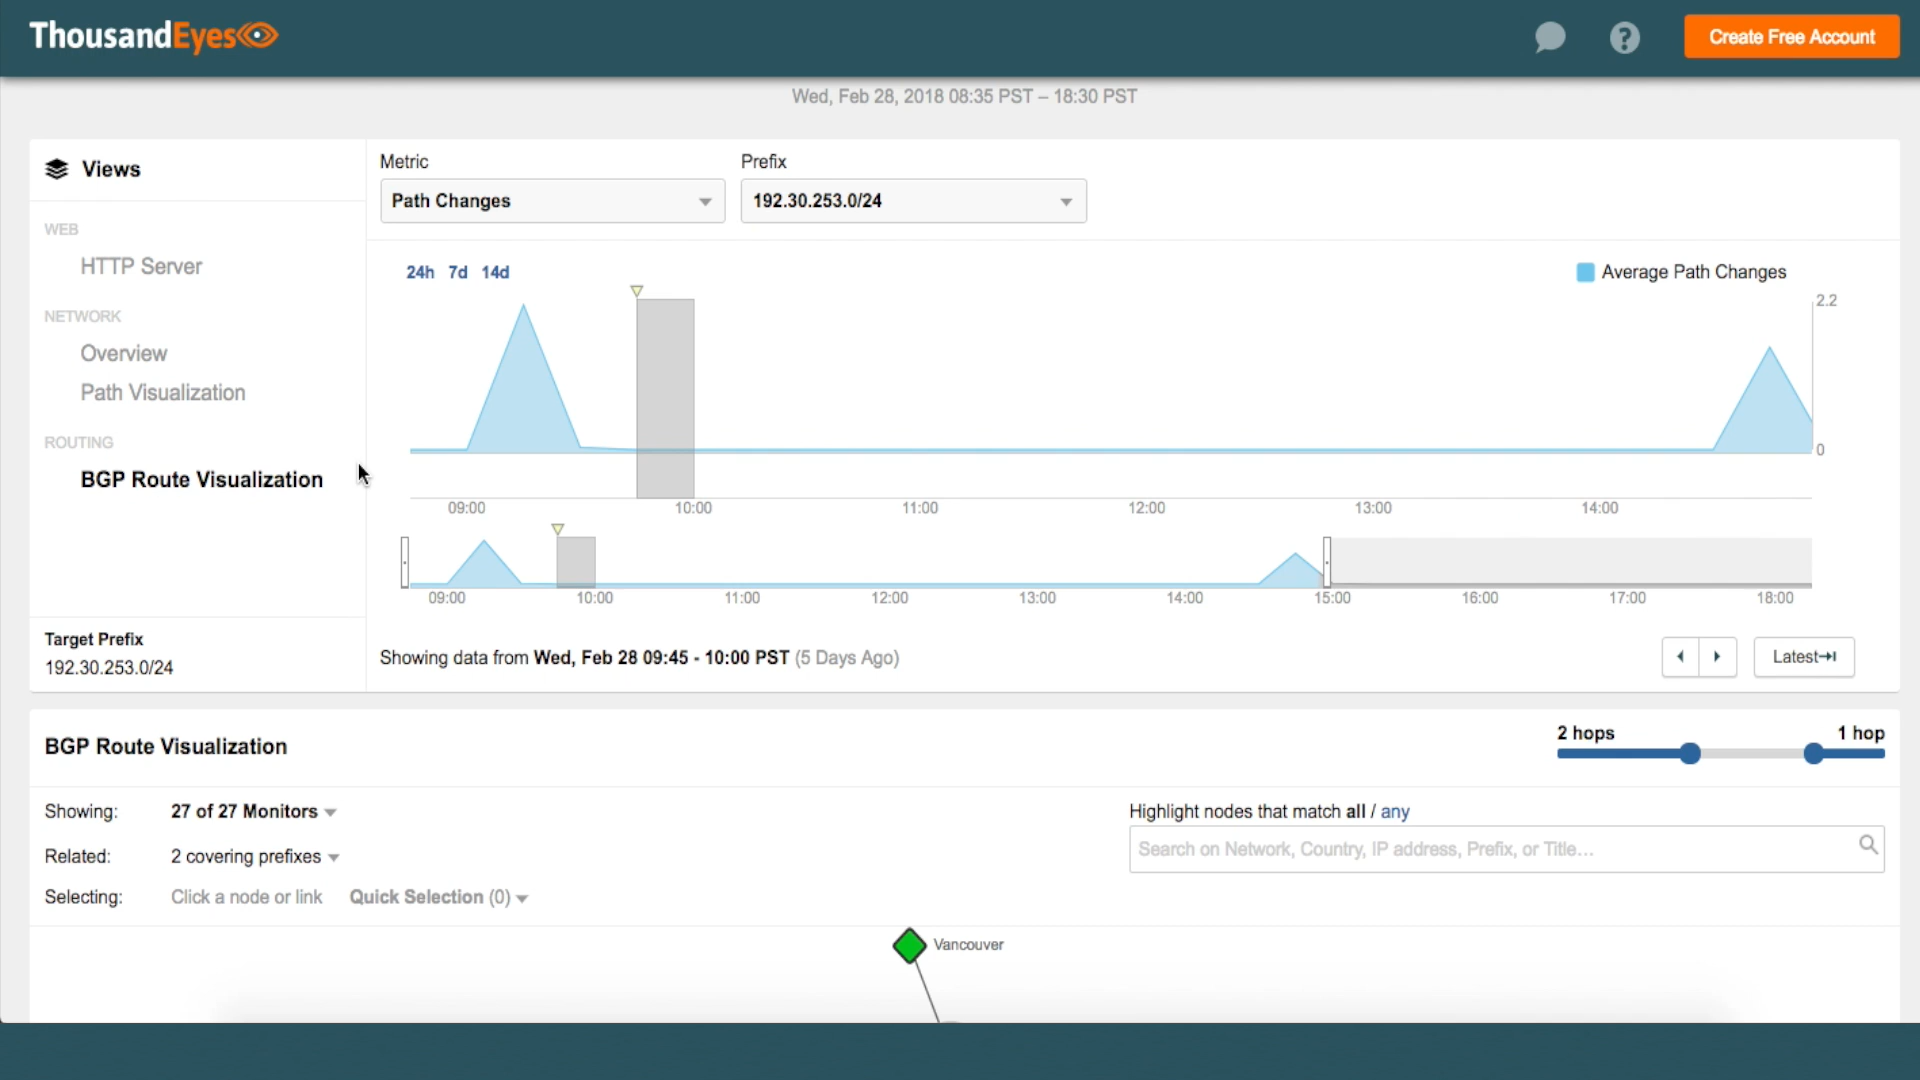 ThousandEyes
Create Free Account
Wed, Feb 28, 2018 08:35 PST – 18:30 PST
Views
WEB
HTTP Server
NETWORK
Overview
Path Visualization
ROUTING
BGP Route Visualization
Target Prefix
192.30.253.0/24
Metric
Prefix
Path Changes
192.30.253.0/24
24h 7d 14d
Average Path Changes
2.2
0
09:00 10:00 11:00 12:00 13:00 14:00
09:00 10:00 11:00 12:00 13:00 14:00 15:00 16:00 17:00 18:00
Showing data from Wed, Feb 28 09:45 - 10:00 PST (5 Days Ago)
Latest
BGP Route Visualization
2 hops
1 hop
Showing: 27 of 27 Monitors
Related: 2 covering prefixes
Selecting: Click a node or link Quick Selection (0)
Highlight nodes that match all / any
Search on Network, Country, IP address, Prefix, or Title...
Vancouver